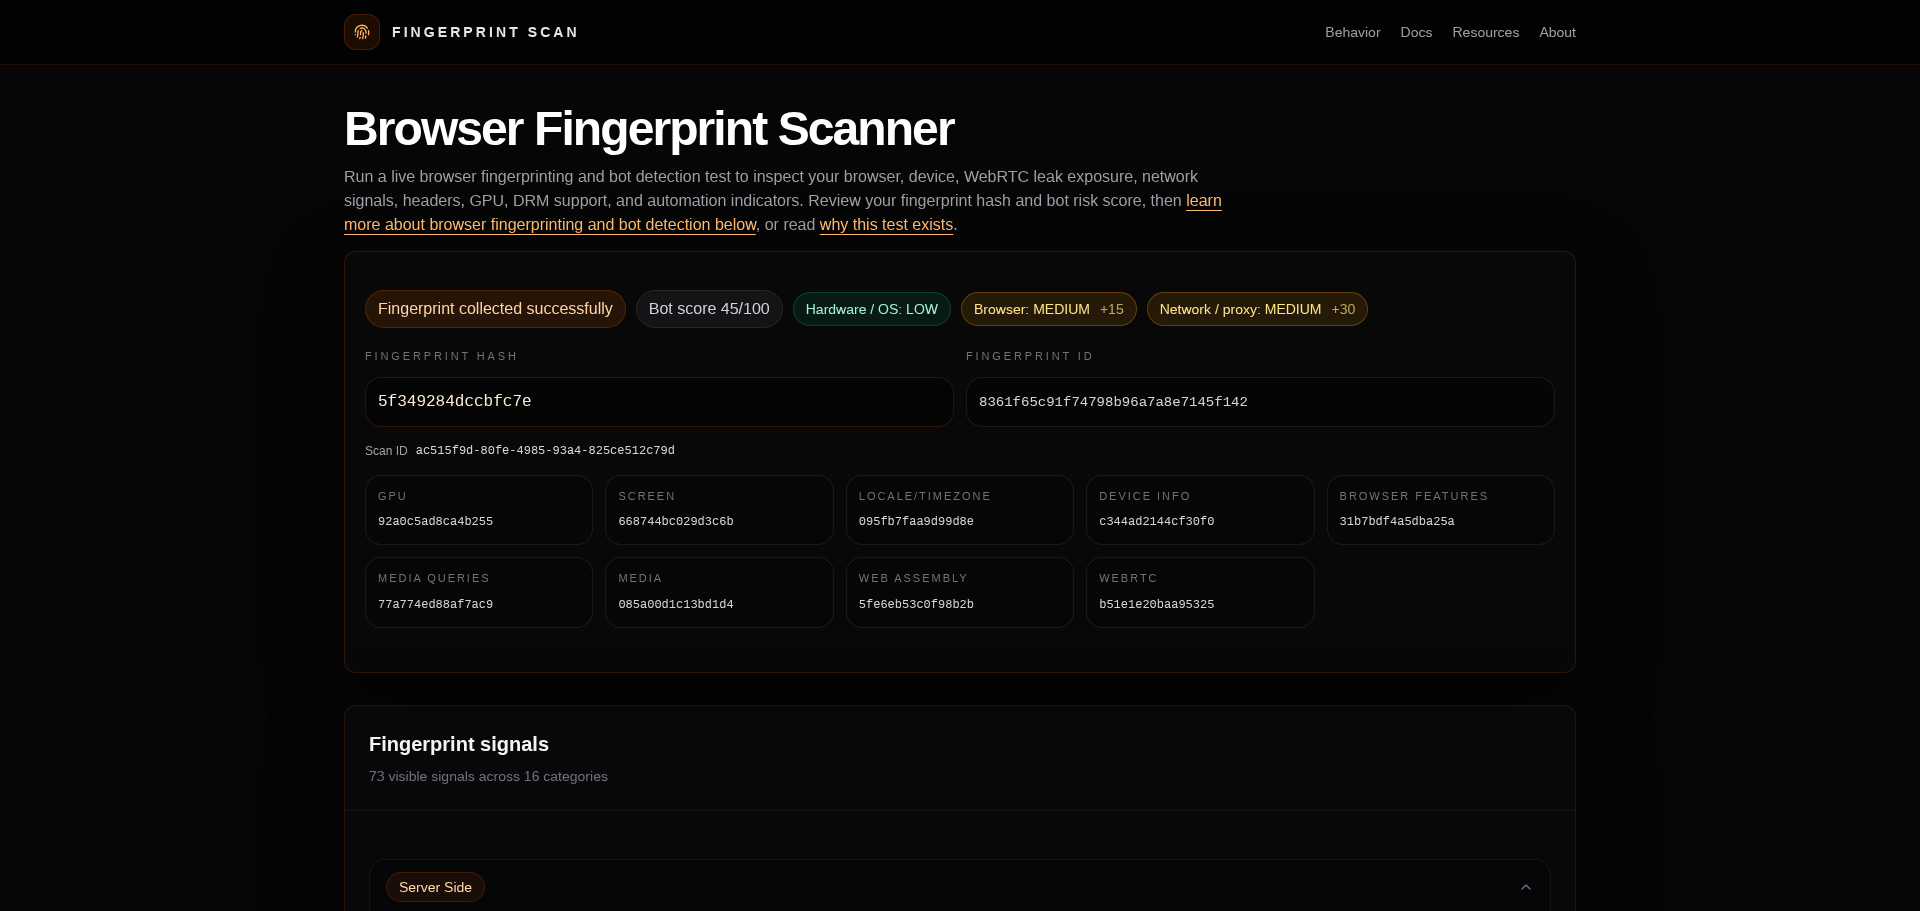 FINGERPRINT SCAN
Behavior Docs Resources About
Browser Fingerprint Scanner
Run a live browser fingerprinting and bot detection test to inspect your browser, device, WebRTC leak exposure, network
signals, headers, GPU, DRM support, and automation indicators. Review your fingerprint hash and bot risk score, then learn
more about browser fingerprinting and bot detection below, or read why this test exists.
Fingerprint collected successfully Bot score 45/100 Hardware / OS: LOW Browser: MEDIUM +15 Network / proxy: MEDIUM +30
FINGERPRINT HASH FINGERPRINT ID
5f349284dccbfc7e 8361f65c91f74798b96a7a8e7145f142
Scan ID ac515f9d-80fe-4985-93a4-825ce512c79d
GPU SCREEN LOCALE/TIMEZONE DEVICE INFO BROWSER FEATURES
92a0c5ad8ca4b255 668744bc029d3c6b 095fb7faa9d99d8e c344ad2144cf30f0 31b7bdf4a5dba25a
MEDIA QUERIES MEDIA WEB ASSEMBLY WEBRTC
77a774ed88af7ac9 085a00d1c13bd1d4 5fe6eb53c0f98b2b b51e1e20baa95325
Fingerprint signals
73 visible signals across 16 categories
Server Side